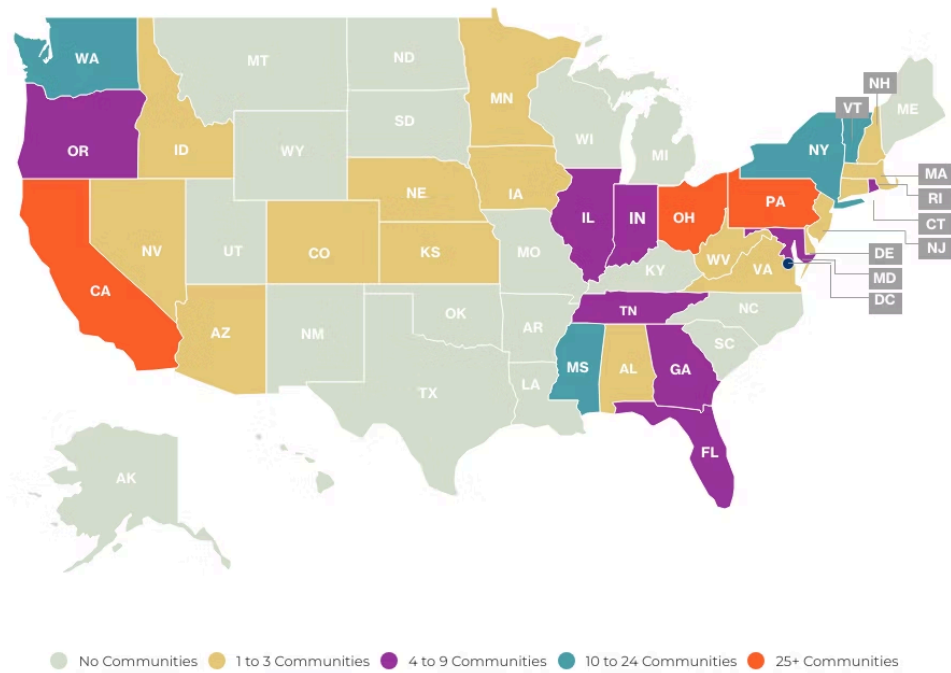 WA
MT
ND
MN
NH
VT
ME
OR
ID
SD
WI
MI
NY
WY
MA
RI
NV
UT
NE
IA
IL
IN
OH
PA
CT
NJ
CA
CO
KS
MO
WV
VA
DE
KY
MD
DC
AZ
NM
OK
AR
TN
NC
SC
TX
LA
MS
AL
GA
FL
AK
No Communities
1 to 3 Communities
4 to 9 Communities
10 to 24 Communities
25+ Communities